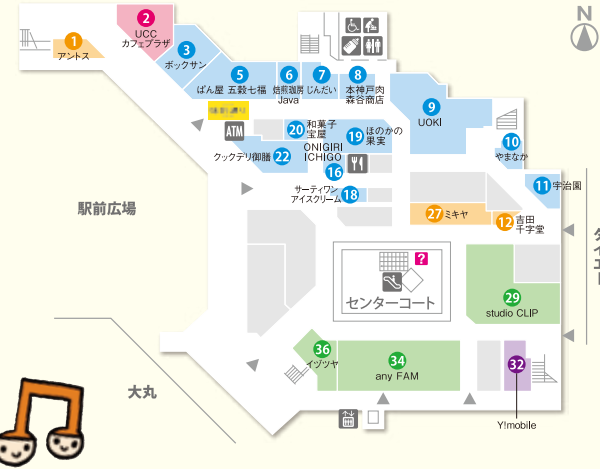 N
1
アントス
2
UCC
カフェプラザ
3
ボックサン
5
ぱん屋 五穀七福
6
焙煎珈房
Java
7
じんだい
8
本神戸肉
森谷商店
9
UOKI
10
やまなか
11
宇治園
ATM
20
和菓子
宝屋
19
ほのかの
果実
クックデリ御膳
22
ONIGIRI
ICHIGO
16
サーティワン
アイスクリーム
18
27
ミキヤ
12
吉田
千字堂
駅前広場
?
センターコート
29
studio CLIP
36
イヅツヤ
34
any FAM
32
Y!mobile
大丸